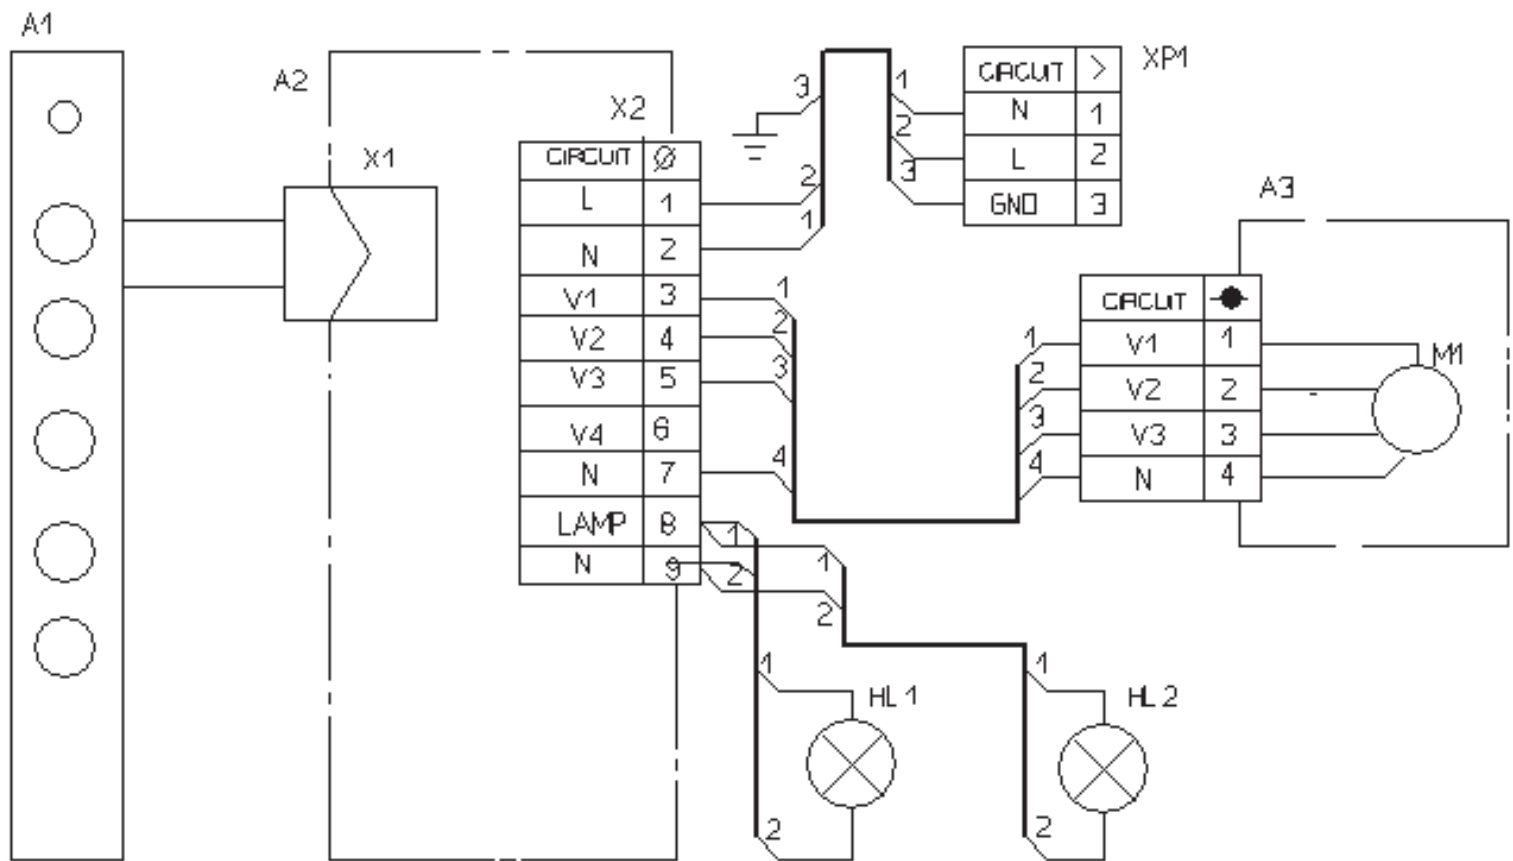 A1
A2
X1
X2
CIRCUIT Ø
L 1
N 2
V1 3
V2 4
V3 5
V4 6
N 7
LAMP 8
N 9
3
2
1
1
2
3
XP1
CIRCUIT >
N 1
L 2
GND 3
1
2
3
4
A3
CIRCUIT
V1 1
V2 2
V3 3
N 4
1
2
3
4
M1
1
2
1
2
1
HL 1
2
1
HL 2
2